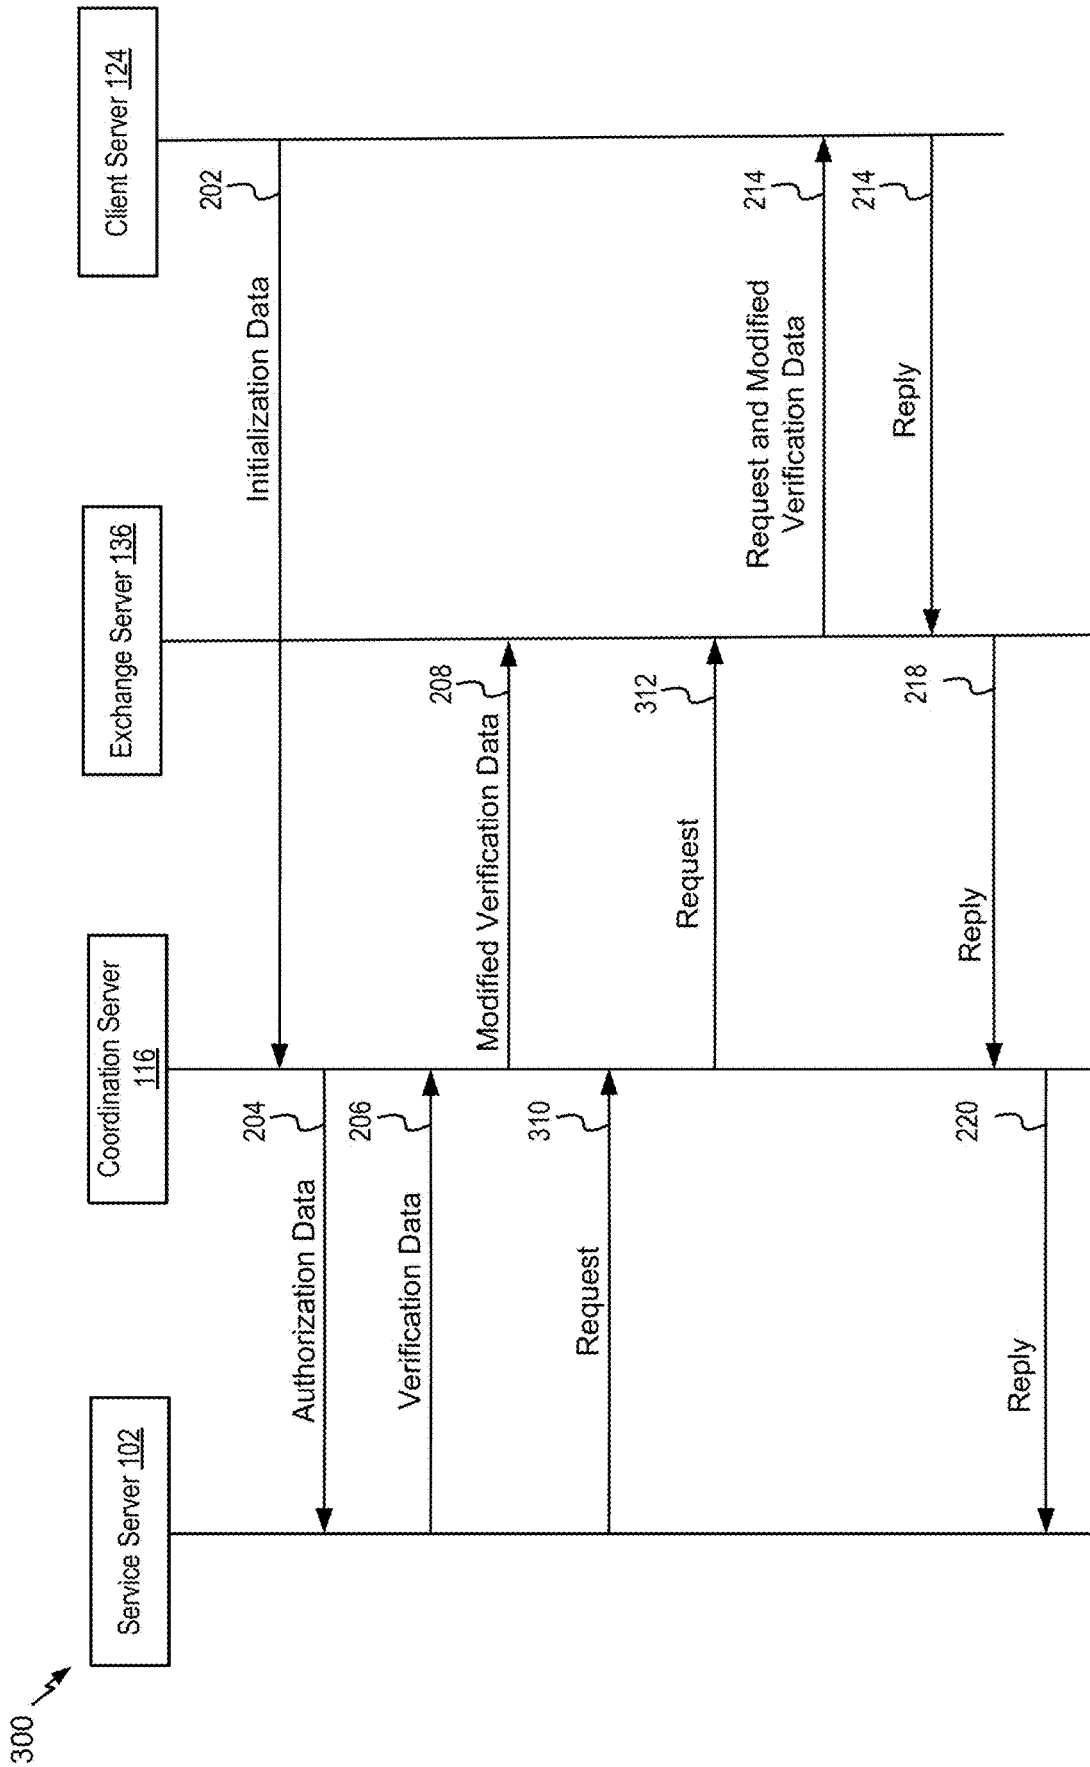 300
Service Server 102
Coordination Server
116
Exchange Server 136
Client Server 124
202
Initialization Data
204
Authorization Data
206
Verification Data
208
Modified Verification Data
310
Request
312
Request
214
Request and Modified
Verification Data
214
Reply
218
Reply
220
Reply